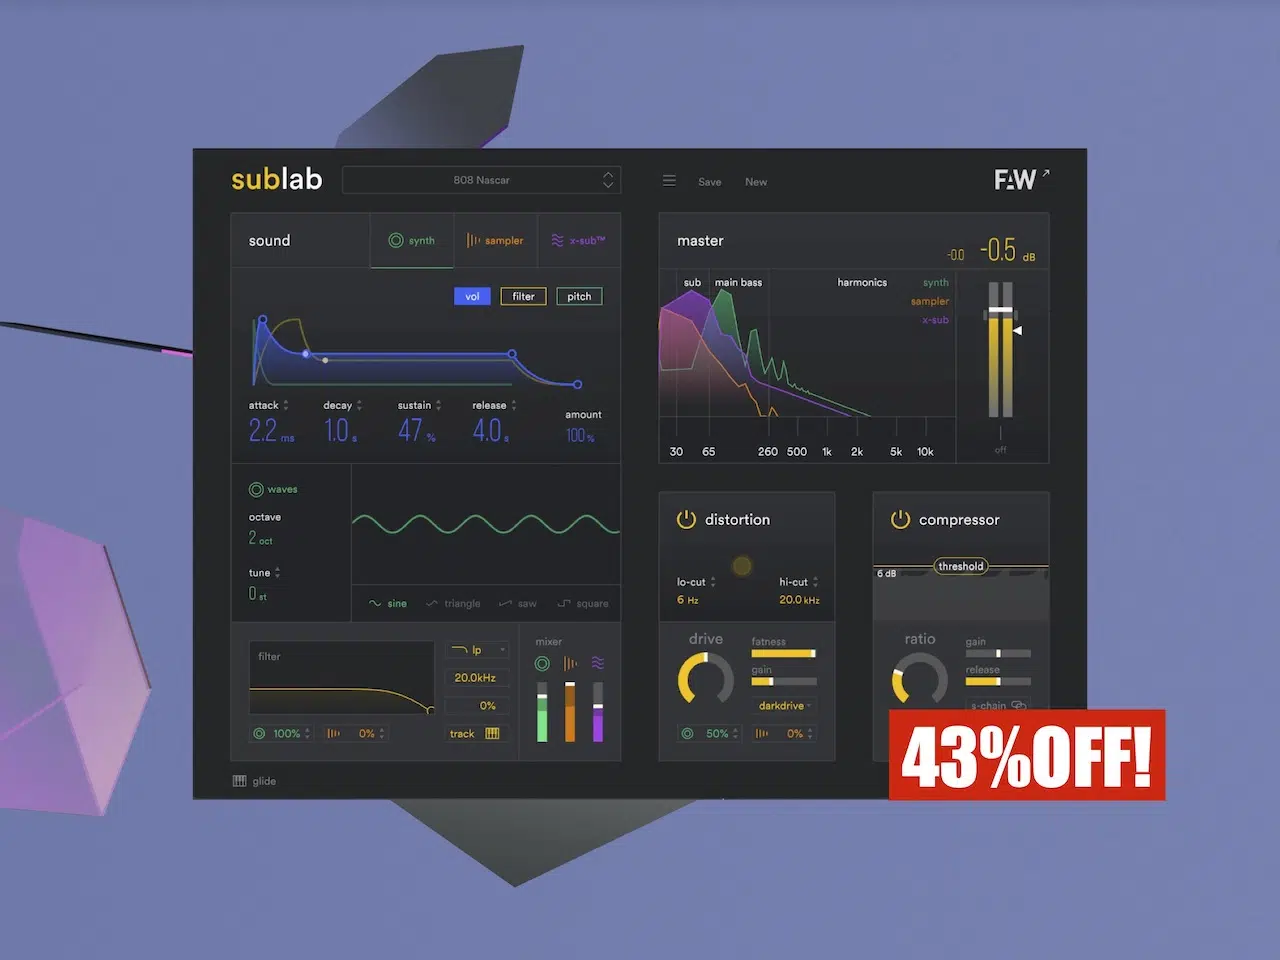 sublab
808 Nascar
Save
New
FAW
sound
synth
sampler
x-sub™
vol
filter
pitch
attack
decay
sustain
release
amount
2.2 ms
1.0 s
47 %
4.0 s
100 %
waves
octave
2 oct
tune
0 st
sine
triangle
saw
square
filter
lp
20.0kHz
0%
100%
0%
track
mixer
glide
master
-0.0
-0.5 dB
sub
main bass
harmonics
synth
sampler
x-sub
30
65
260
500
1k
2k
5k
10k
off
distortion
lo-cut
hi-cut
6 Hz
20.0 kHz
drive
fatness
gain
darkdrive
50%
0%
compressor
threshold
6 dB
ratio
gain
release
s-chain
43%OFF!